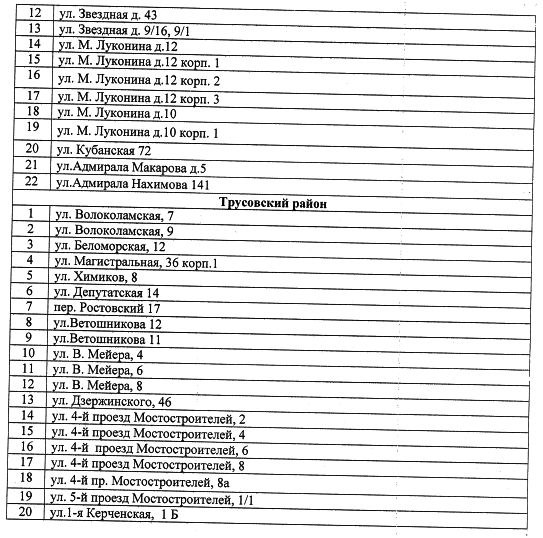 12 ул. Звездная д. 43
13 ул. Звездная д. 9/16, 9/1
14 ул. М. Луконина д.12
15 ул. М. Луконина д.12 корп. 1
16 ул. М. Луконина д.12 корп. 2
17 ул. М. Луконина д.12 корп. 3
18 ул. М. Луконина д.10
19 ул. М. Луконина д.10 корп. 1
20 ул. Кубанская 72
21 ул.Адмирала Макарова д.5
22 ул.Адмирала Нахимова 141
Трусовский район
1 ул. Волоколамская, 7
2 ул. Волоколамская, 9
3 ул. Беломорская, 12
4 ул. Магистральная, 36 корп.1
5 ул. Химиков, 8
6 ул. Депутатская 14
7 пер. Ростовский 17
8 ул.Ветошникова 12
9 ул.Ветошникова 11
10 ул. В. Мейера, 4
11 ул. В. Мейера, 6
12 ул. В. Мейера, 8
13 ул. Дзержинского, 46
14 ул. 4-й проезд Мостостроителей, 2
15 ул. 4-й проезд Мостостроителей, 4
16 ул. 4-й проезд Мостостроителей, 6
17 ул. 4-й проезд Мостостроителей, 8
18 ул. 4-й пр. Мостостроителей, 8а
19 ул. 5-й проезд Мостостроителей, 1/1
20 ул.1-я Керченская, 1 Б